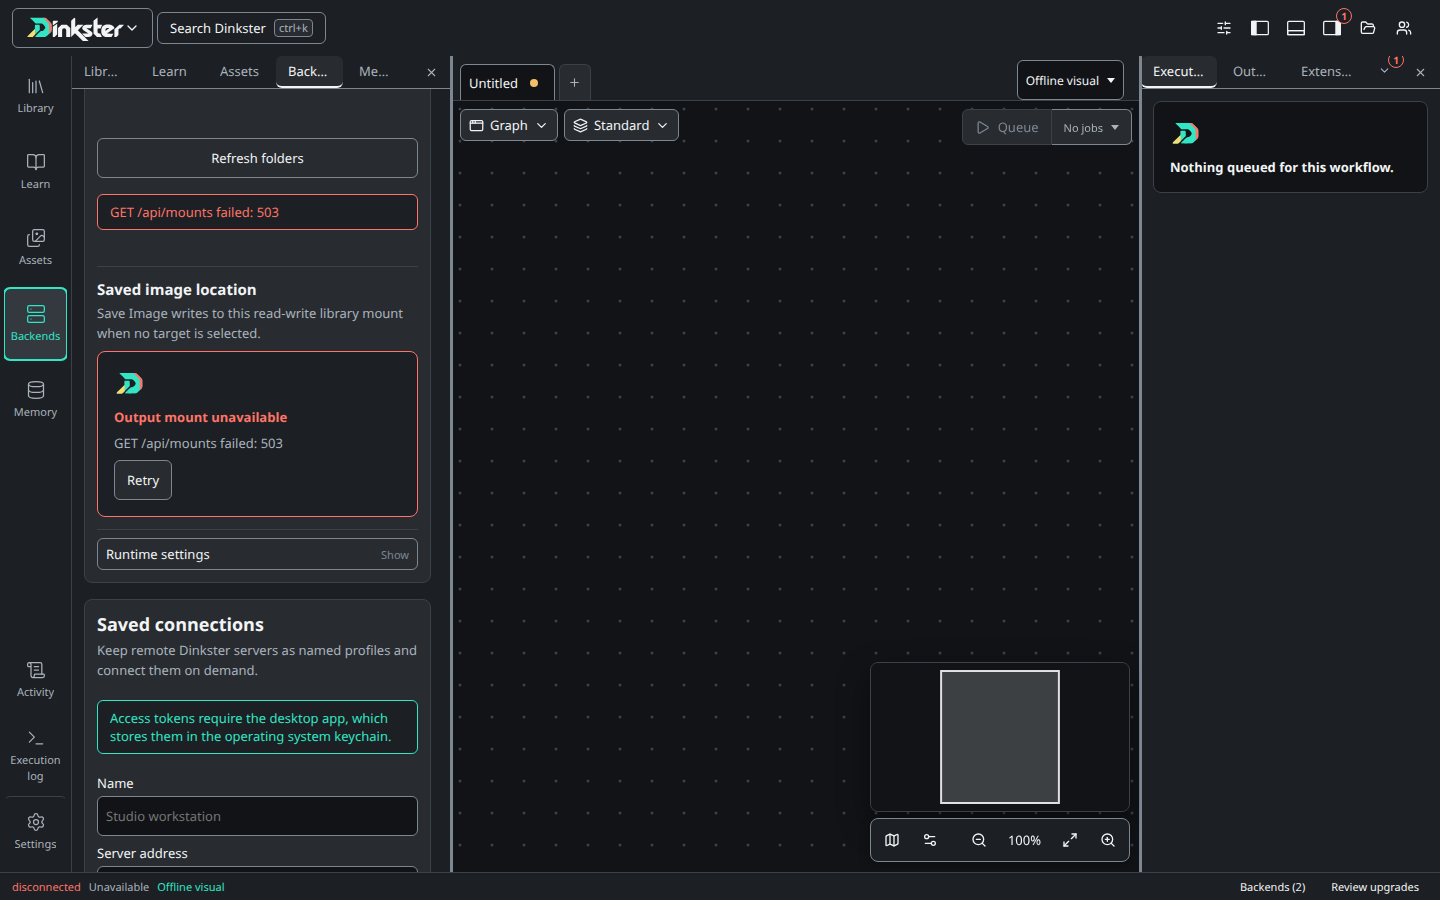 Dinkster
Search Dinkster ctrl+k
1
Libr...
Learn
Assets
Back...
Me...
Untitled
Offline visual
Execut...
Out...
Extens...
1
Library
Learn
Assets
Backends
Memory
Activity
Execution
log
Settings
Refresh folders
GET /api/mounts failed: 503
Saved image location
Save Image writes to this read-write library mount
when no target is selected.
Output mount unavailable
GET /api/mounts failed: 503
Retry
Runtime settings
Show
Saved connections
Keep remote Dinkster servers as named profiles and
connect them on demand.
Access tokens require the desktop app, which
stores them in the operating system keychain.
Name
Studio workstation
Server address
Graph
Standard
Queue
No jobs
100%
Nothing queued for this workflow.
disconnected Unavailable Offline visual
Backends (2)
Review upgrades